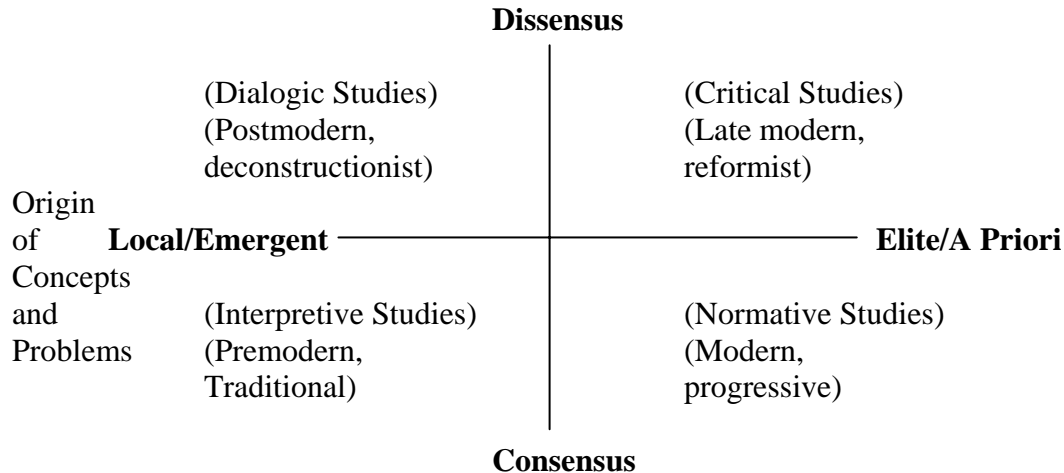 Dissensus
(Dialogic Studies)
(Postmodern,
deconstructionist)
(Critical Studies)
(Late modern,
reformist)
Origin
of
Concepts
and
Problems
Local/Emergent
Elite/A Priori
(Interpretive Studies)
(Premodern,
Traditional)
(Normative Studies)
(Modern,
progressive)
Consensus